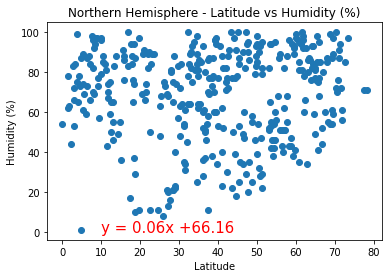 Northern Hemisphere - Latitude vs Humidity (%)
Humidity (%)
100
80
60
40
20
0
y = 0.06x +66.16
0 10 20 30 40 50 60 70 80
Latitude